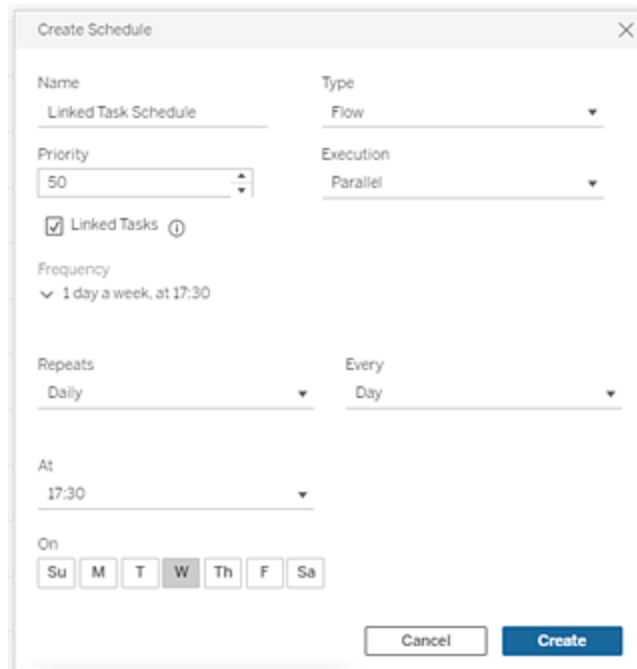 Create Schedule
Name Type
Linked Task Schedule Flow
Priority Execution
50 Parallel
Linked Tasks
Frequency
1 day a week, at 17:30
Repeats Every
Daily Day
At
17:30
On
Su M T W Th F Sa
Cancel Create